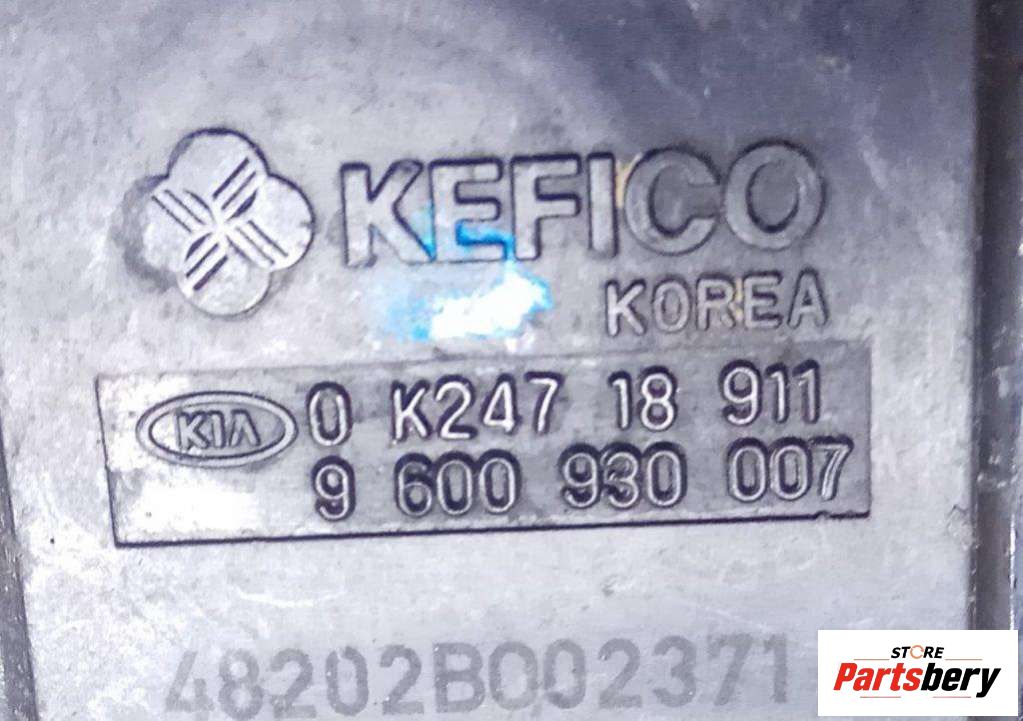 KEFICO
KOREA
KIA 0 K247 18 911
9 600 930 007
48202B002371
STORE
Partsbery